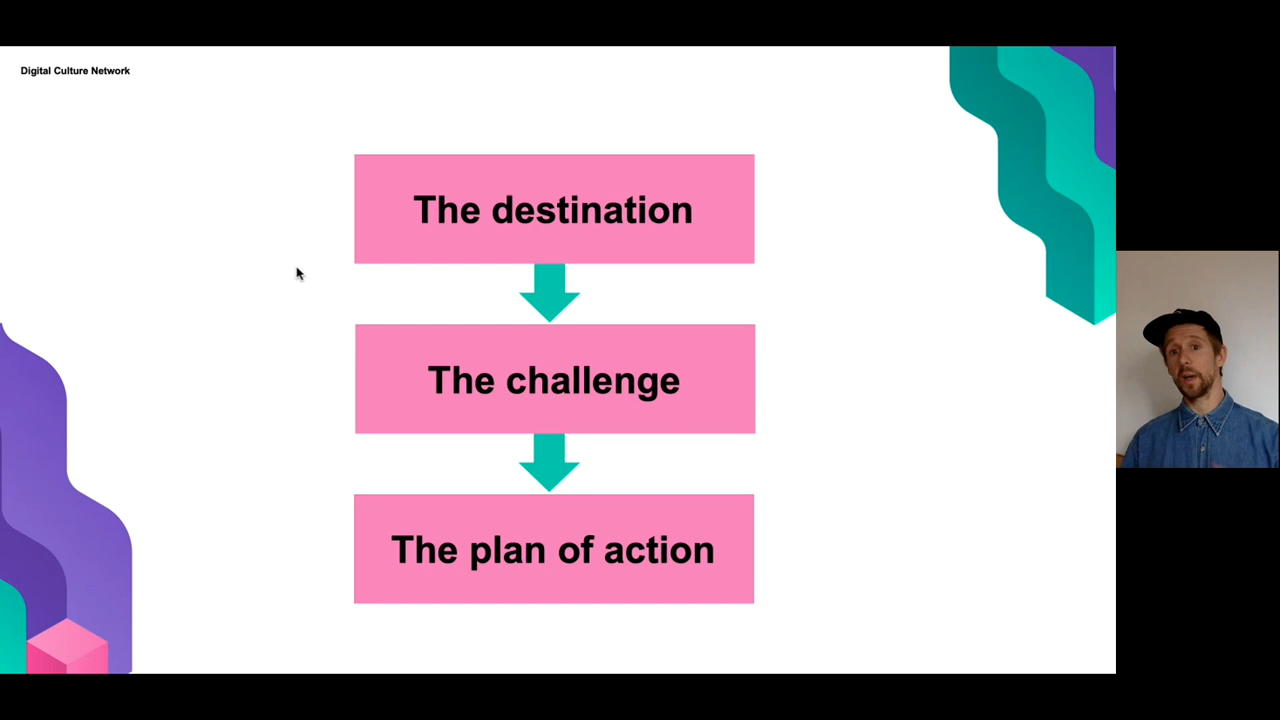 Digital Culture Network
The destination
The challenge
The plan of action